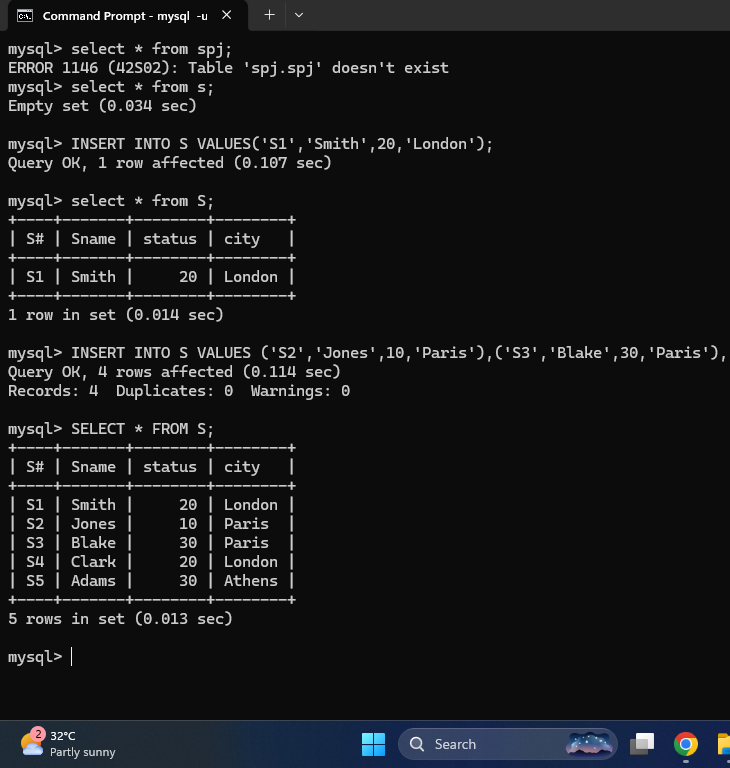 Command Prompt - mysql -u
mysql> select * from spj;
ERROR 1146 (42S02): Table 'spj.spj' doesn't exist
mysql> select * from s;
Empty set (0.034 sec)
mysql> INSERT INTO S VALUES('S1','Smith',20,'London');
Query OK, 1 row affected (0.107 sec)
mysql> select * from S;
+----+-------+--------+--------+
| S# | Sname | status | city   |
+----+-------+--------+--------+
| S1 | Smith |     20 | London |
+----+-------+--------+--------+
1 row in set (0.014 sec)
mysql> INSERT INTO S VALUES ('S2','Jones',10,'Paris'),('S3','Blake',30,'Paris'),
Query OK, 4 rows affected (0.114 sec)
Records: 4  Duplicates: 0  Warnings: 0
mysql> SELECT * FROM S;
+----+-------+--------+--------+
| S# | Sname | status | city   |
+----+-------+--------+--------+
| S1 | Smith |     20 | London |
| S2 | Jones |     10 | Paris  |
| S3 | Blake |     30 | Paris  |
| S4 | Clark |     20 | London |
| S5 | Adams |     30 | Athens |
+----+-------+--------+--------+
5 rows in set (0.013 sec)
mysql>
2
32°C
Partly sunny
Search